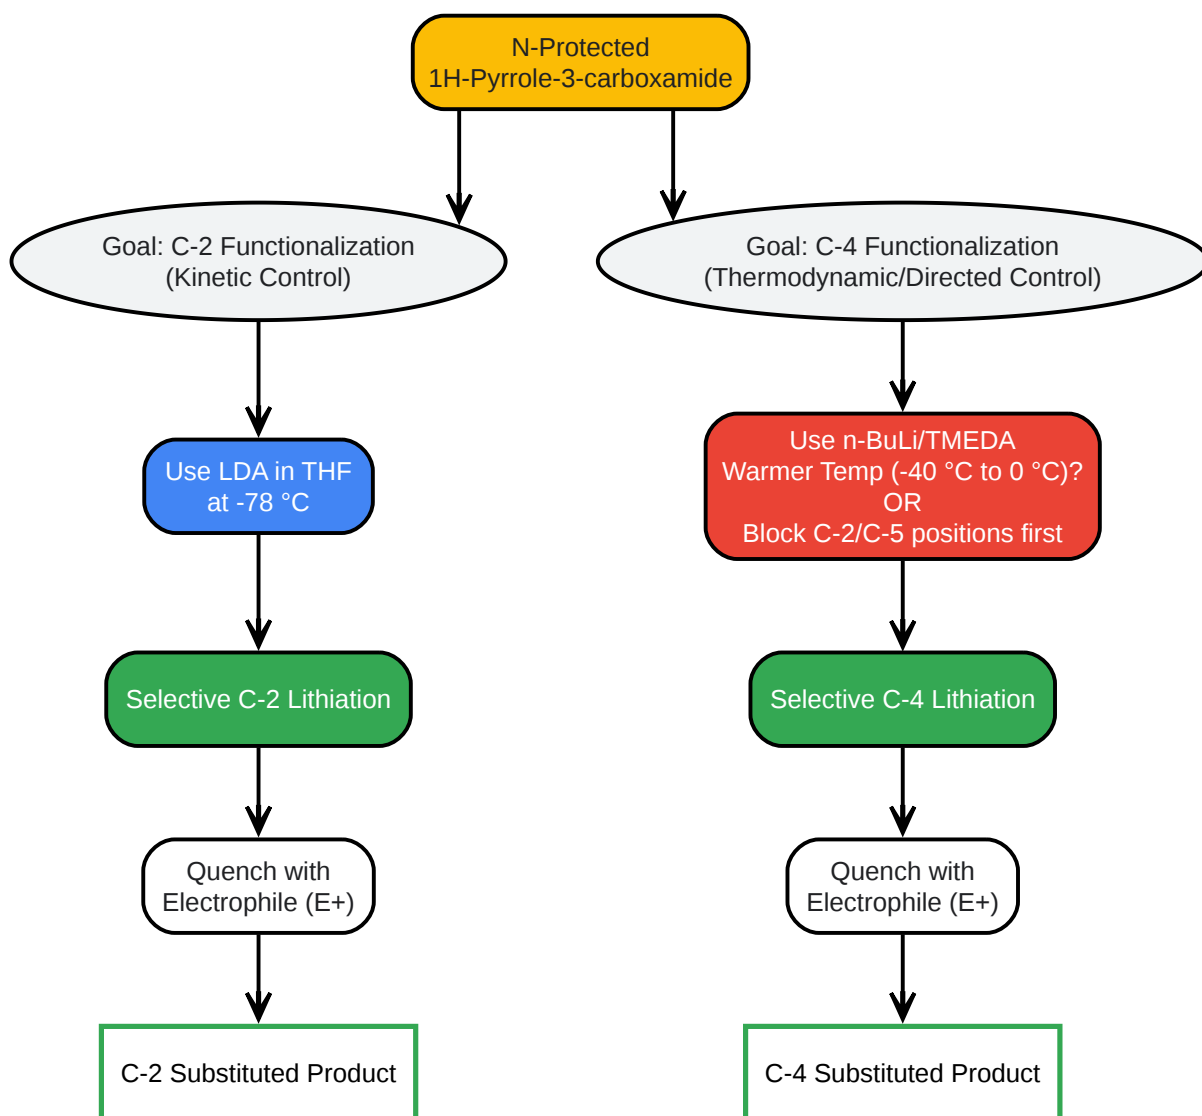 N-Protected
1H-Pyrrole-3-carboxamide
Goal: C-2 Functionalization
(Kinetic Control)
Goal: C-4 Functionalization
(Thermodynamic/Directed Control)
Use LDA in THF
at -78 °C
Use n-BuLi/TMEDA
Warmer Temp (-40 °C to 0 °C)?
OR
Block C-2/C-5 positions first
Selective C-2 Lithiation
Selective C-4 Lithiation
Quench with
Electrophile (E+)
Quench with
Electrophile (E+)
C-2 Substituted Product
C-4 Substituted Product